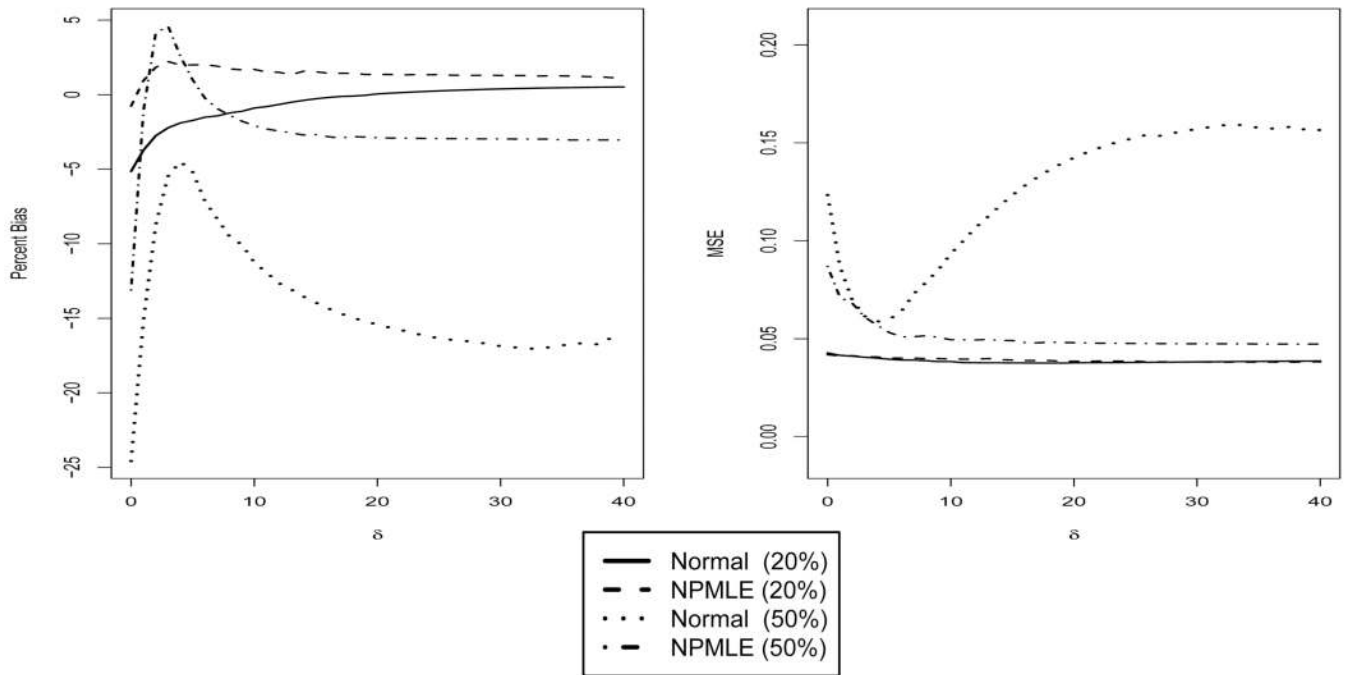 5
0
−5
−10
−15
−20
−25
Percent Bias
0 10 20 30 40
δ
0.20
0.15
0.10
0.05
0.00
MSE
0 10 20 30 40
δ
Normal (20%)
NPMLE (20%)
Normal (50%)
NPMLE (50%)